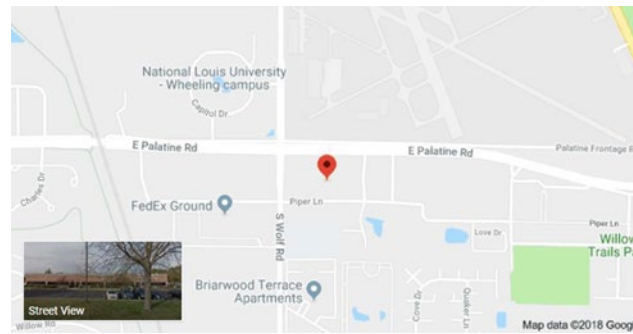 National Louis University
- Wheeling campus
Capitol Dr
E Palatine Rd
E Palatine Rd
Palatine Frontage R
Charles Dr
FedEx Ground
Piper Ln
S Wolf Rd
Piper Ln
Love Dr
Willow
Trails Pa
Briarwood Terrace
Apartments
Cove Dr
Quaker Ln
Street View
Willow Rd
Map data ©2018 Goog